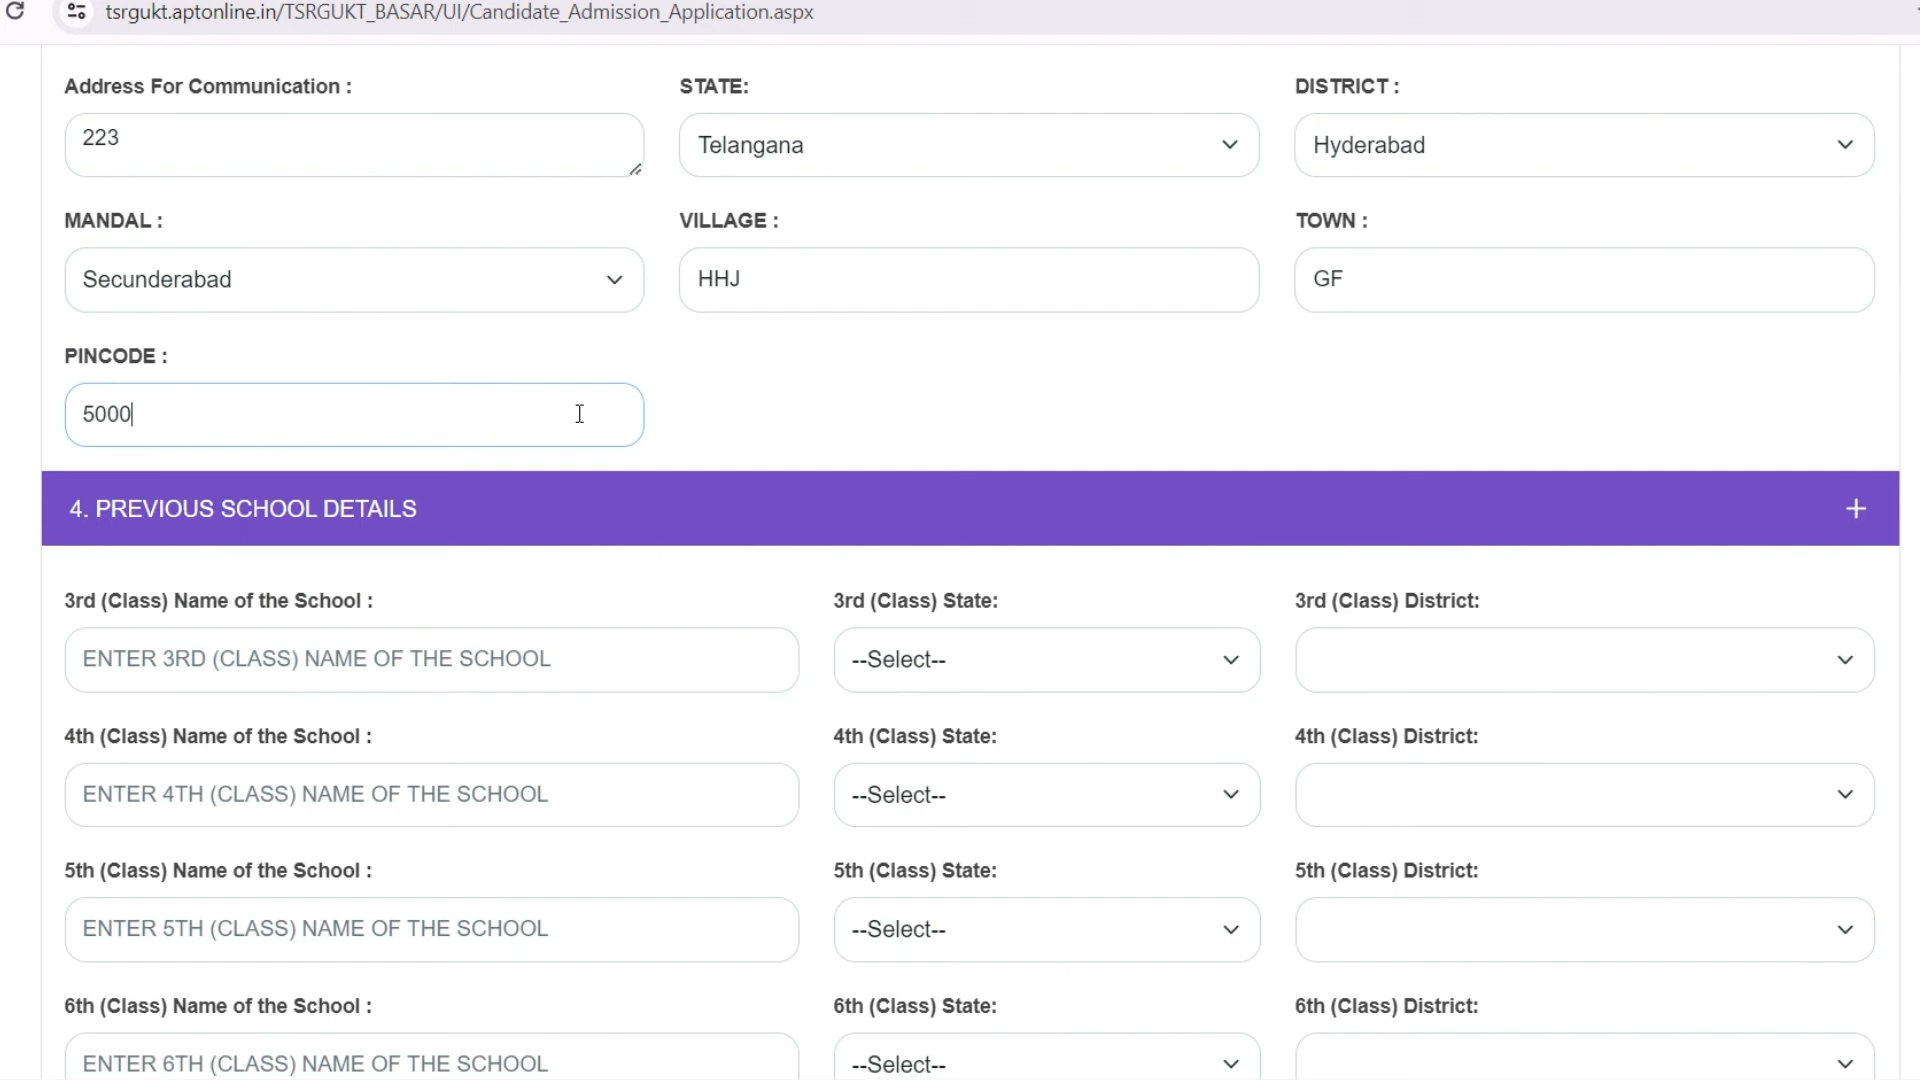 tsrgukt.aptonline.in/TSRGUKT_BASAR/UI/Candidate_Admission_Application.aspx
Address For Communication : STATE: DISTRICT :
223 Telangana Hyderabad
MANDAL : VILLAGE : TOWN :
Secunderabad HHJ GF
PINCODE :
5000
4. PREVIOUS SCHOOL DETAILS +
3rd (Class) Name of the School : 3rd (Class) State: 3rd (Class) District:
ENTER 3RD (CLASS) NAME OF THE SCHOOL --Select--
4th (Class) Name of the School : 4th (Class) State: 4th (Class) District:
ENTER 4TH (CLASS) NAME OF THE SCHOOL --Select--
5th (Class) Name of the School : 5th (Class) State: 5th (Class) District:
ENTER 5TH (CLASS) NAME OF THE SCHOOL --Select--
6th (Class) Name of the School : 6th (Class) State: 6th (Class) District:
ENTER 6TH (CLASS) NAME OF THE SCHOOL --Select--